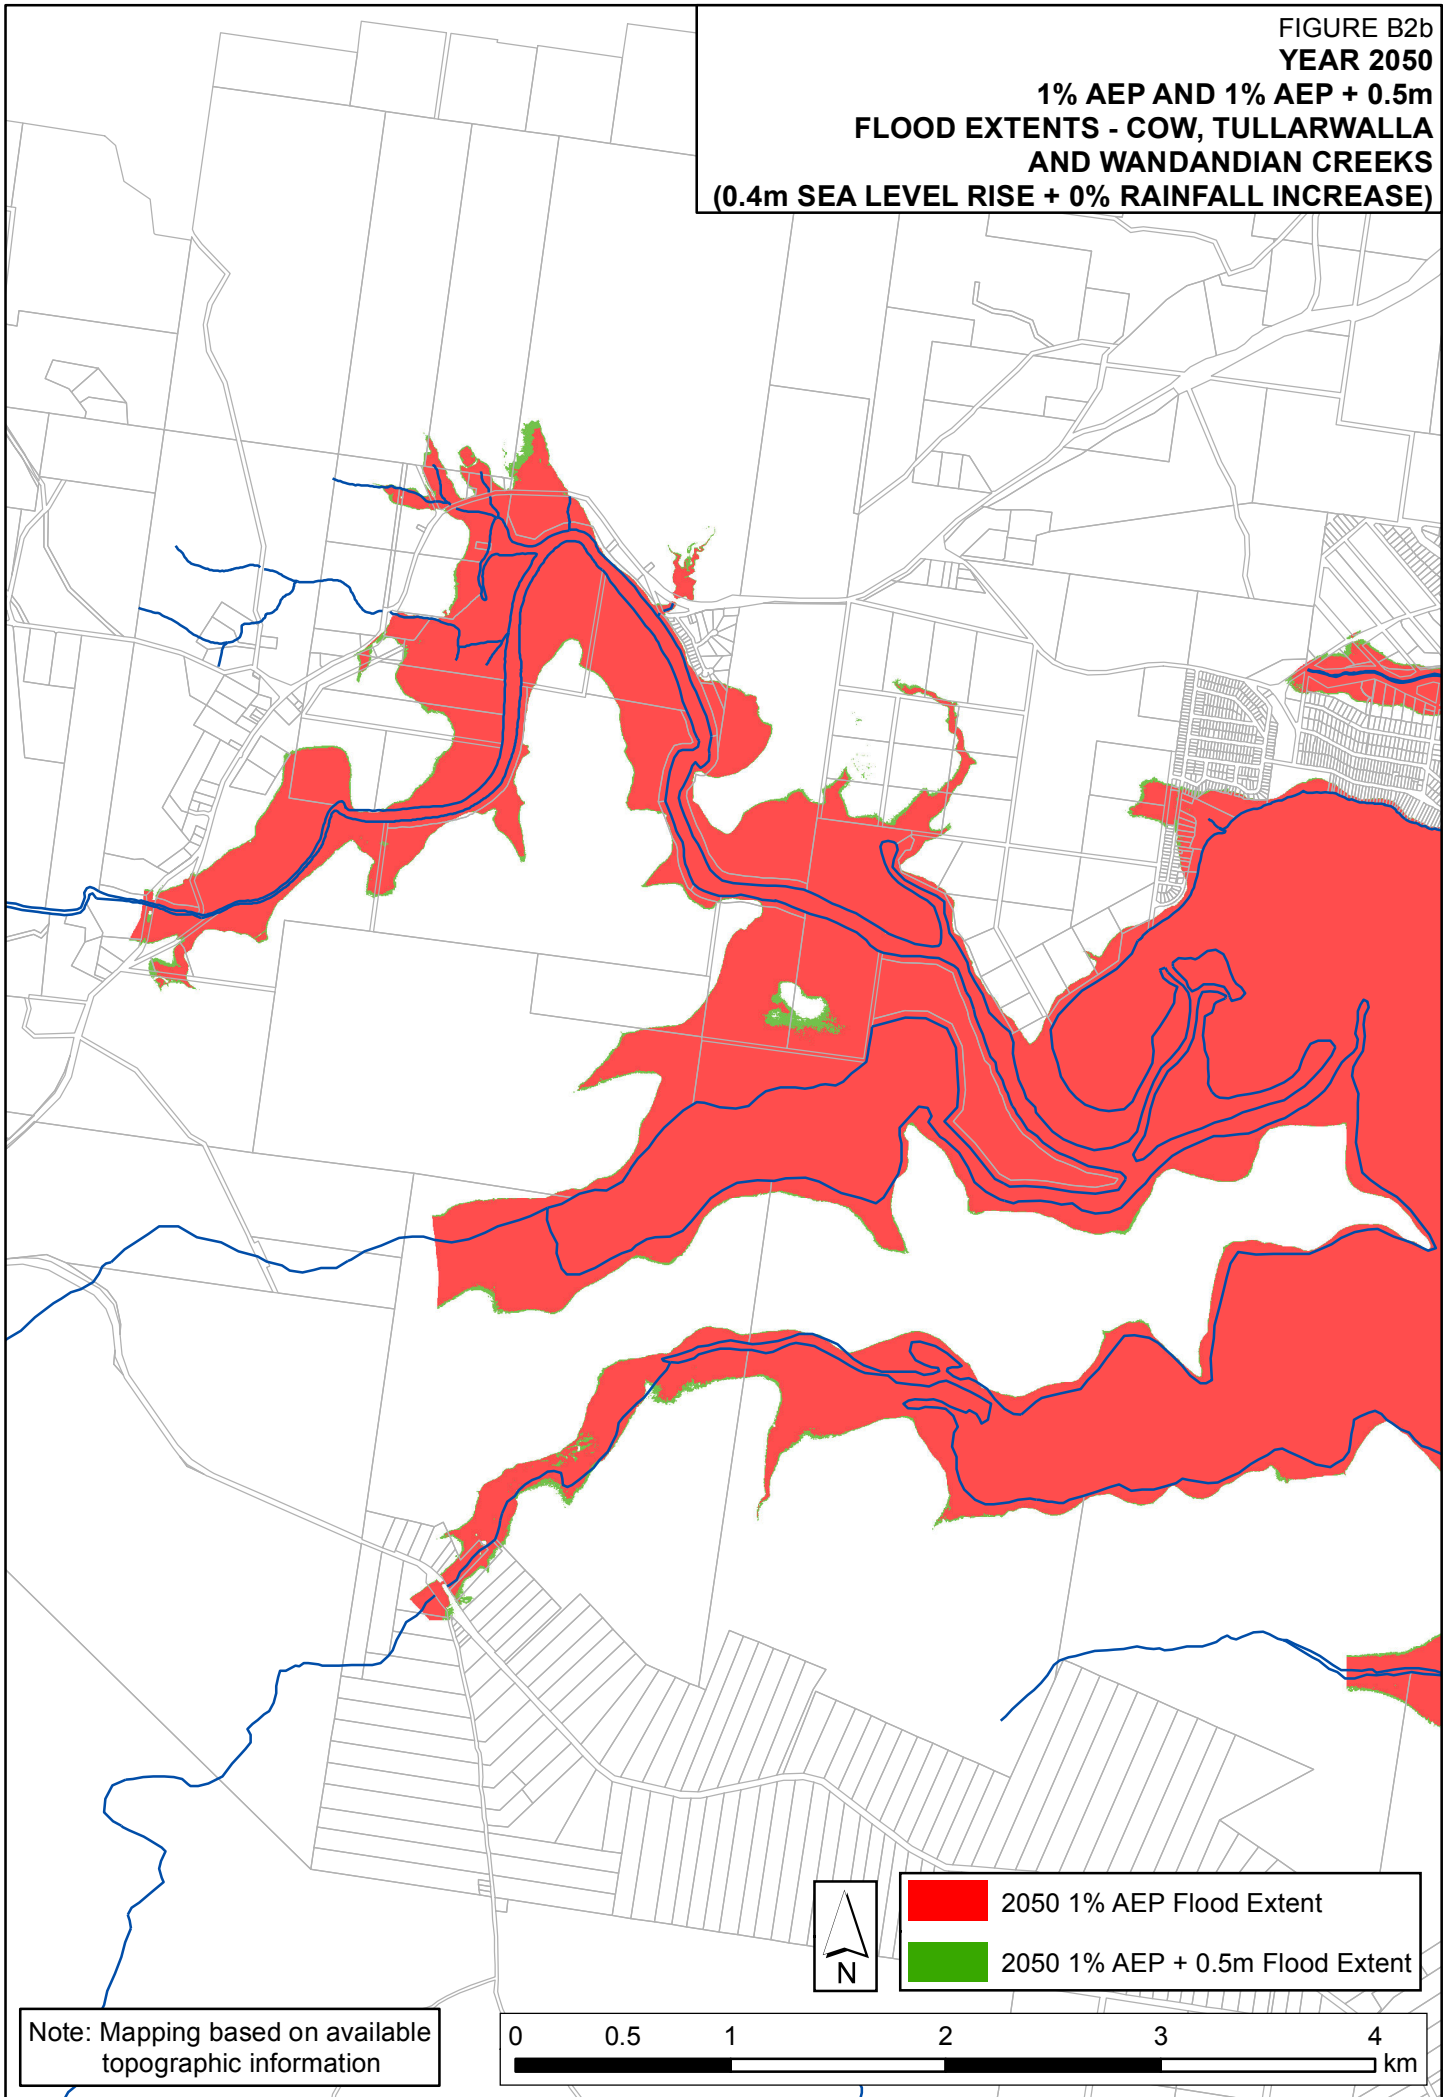 FIGURE B2b
YEAR 2050
1% AEP AND 1% AEP + 0.5m
FLOOD EXTENTS - COW, TULLARWALLA
AND WANDANDIAN CREEKS
(0.4m SEA LEVEL RISE + 0% RAINFALL INCREASE)
N
2050 1% AEP Flood Extent
2050 1% AEP + 0.5m Flood Extent
Note: Mapping based on available
topographic information
0 0.5 1 2 3 4
km